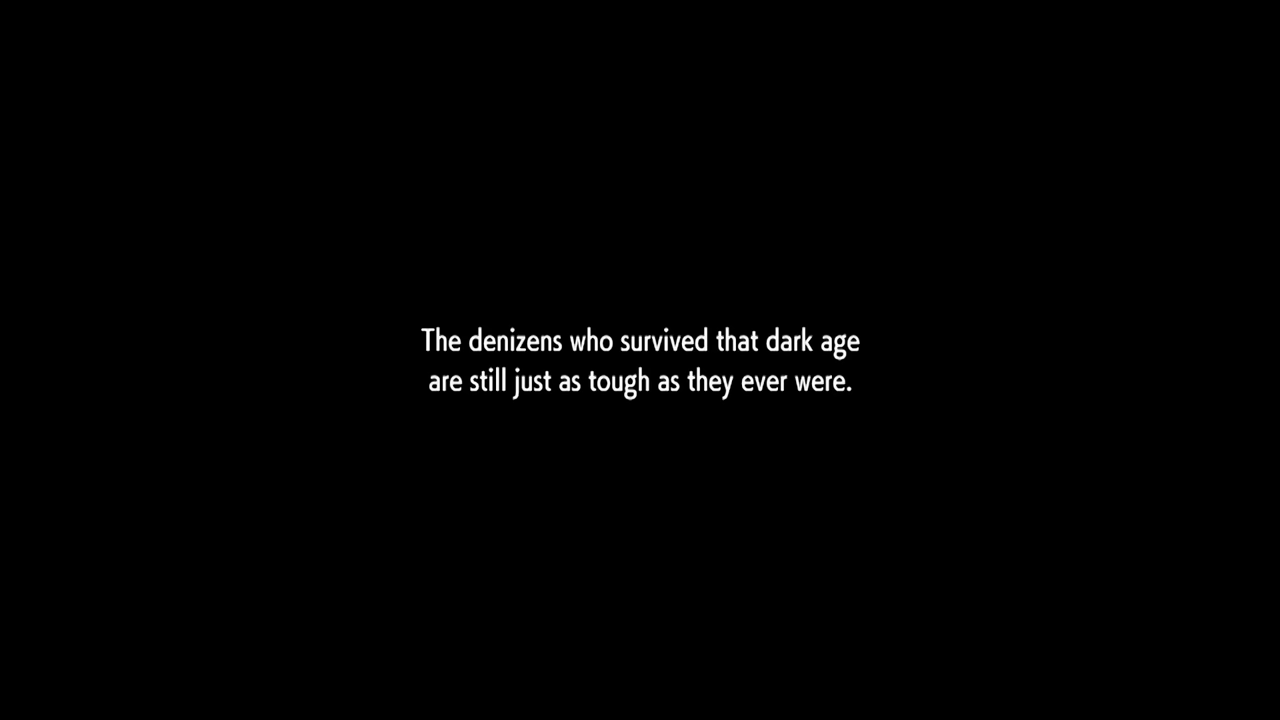 The denizens who survived that dark age
are still just as tough as they ever were.